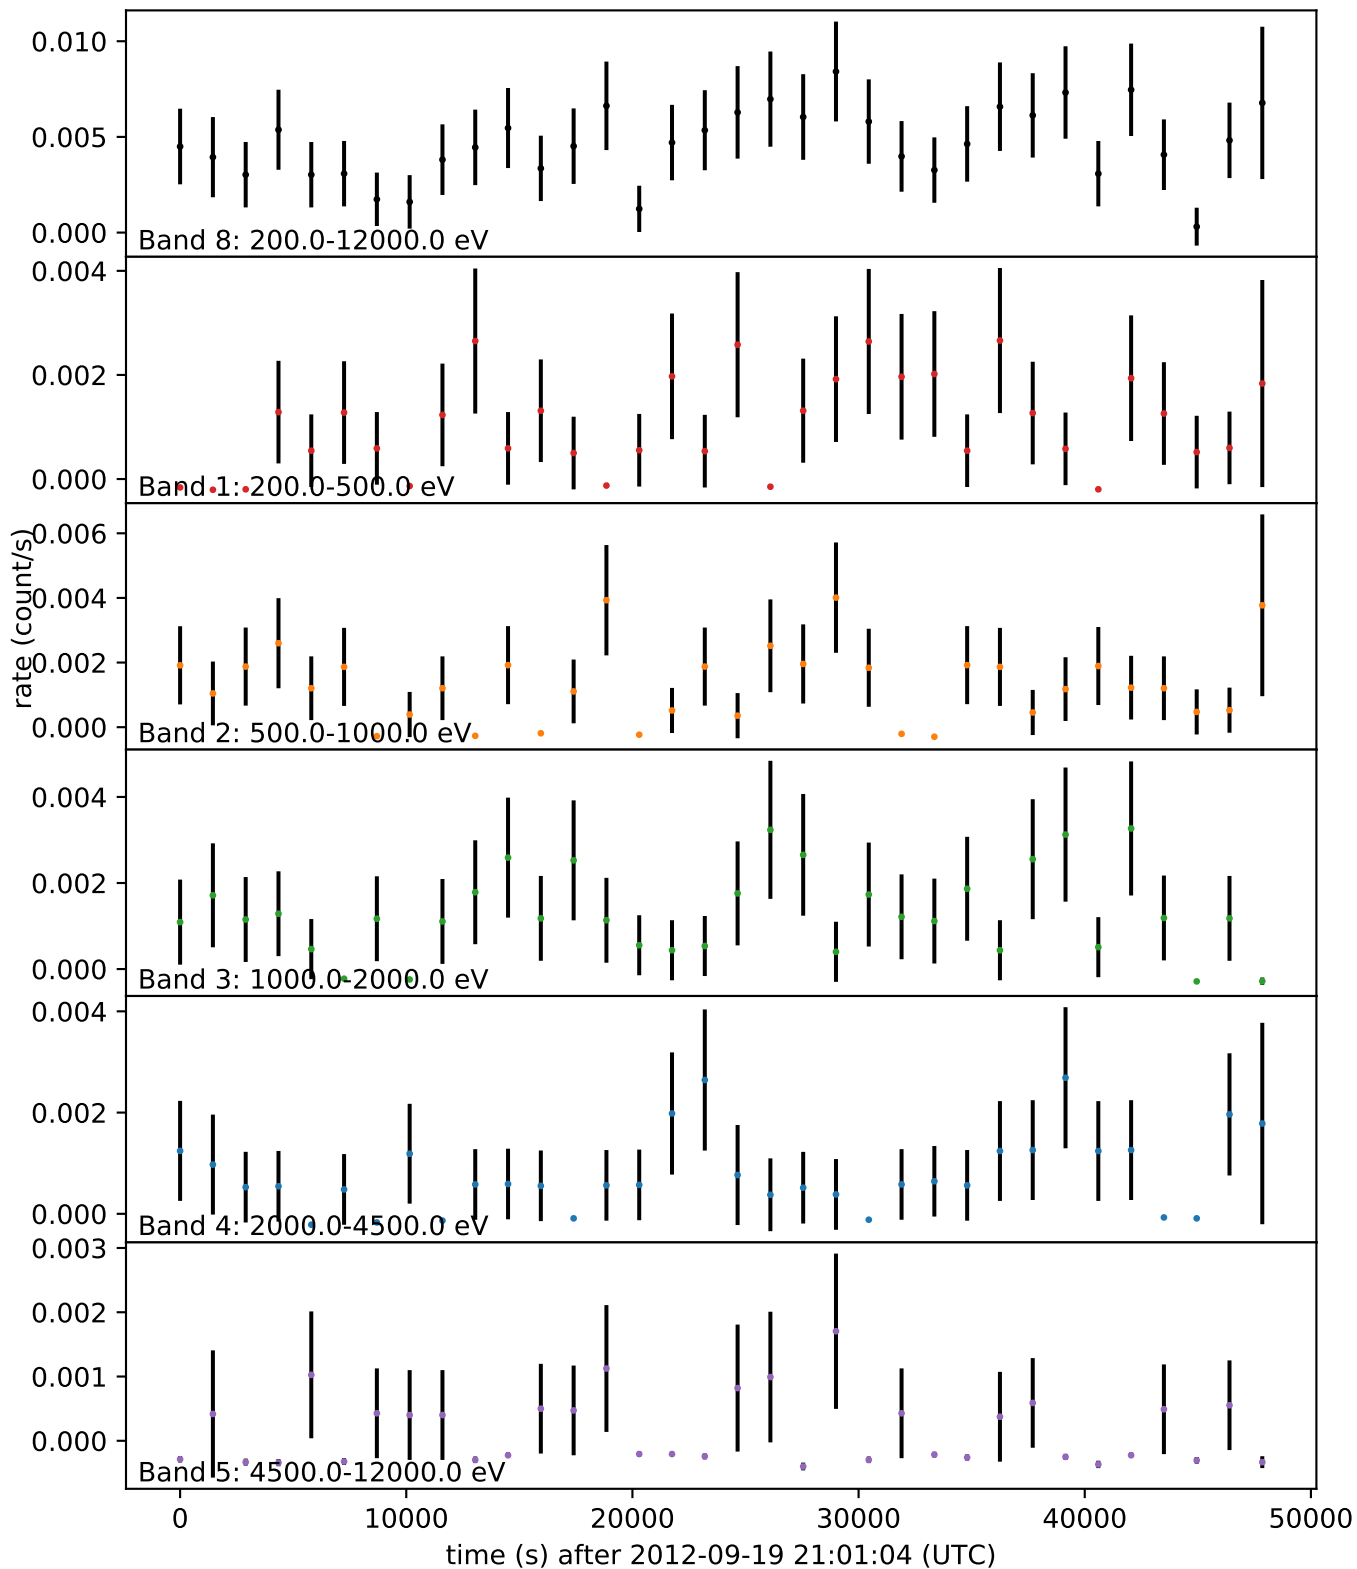 0.010
0.005
0.000
Band 8: 200.0-12000.0 eV
0.004
0.002
0.000
Band 1: 200.0-500.0 eV
rate (count/s)
0.006
0.004
0.002
0.000
Band 2: 500.0-1000.0 eV
0.004
0.002
0.000
Band 3: 1000.0-2000.0 eV
0.004
0.002
0.000
Band 4: 2000.0-4500.0 eV
0.003
0.002
0.001
0.000
Band 5: 4500.0-12000.0 eV
0 10000 20000 30000 40000 50000
time (s) after 2012-09-19 21:01:04 (UTC)